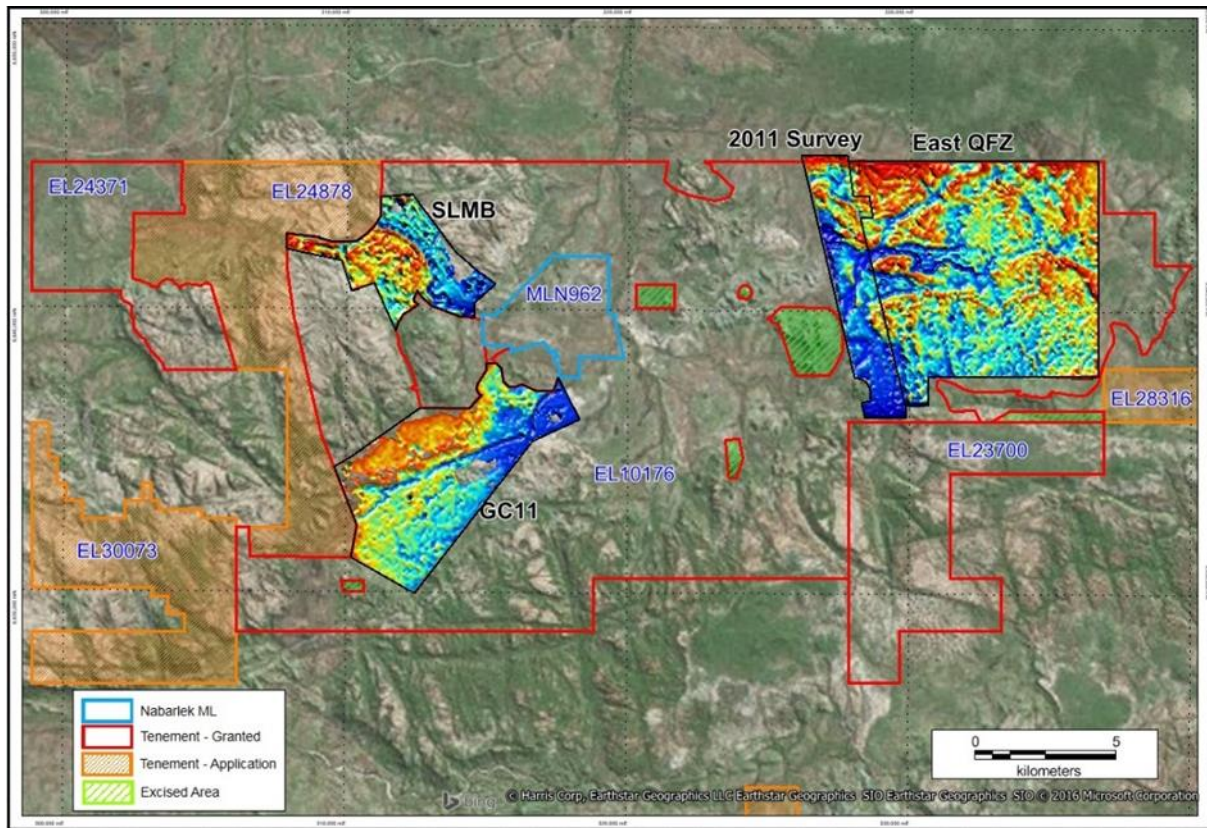 2011 Survey
East QFZ
EL24371
EL24878
SLMB
MLN962
EL28316
EL10176
EL23700
GC11
EL30073
Nabarlek ML
Tenement - Granted
Tenement - Application
Excised Area
0 5
kilometers
Bing
© Harris Corp, Earthstar Geographics LLC Earthstar Geographics SIO Earthstar Geographics SIO © 2016 Microsoft Corporation